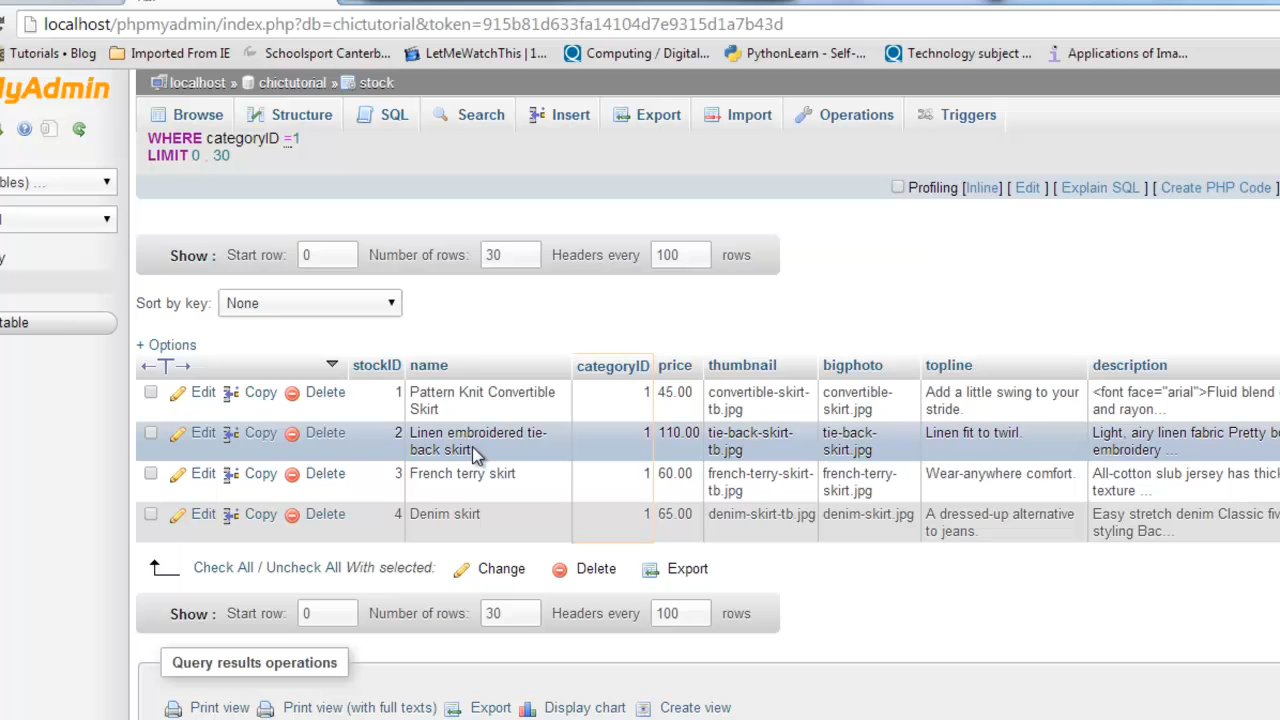 localhost/phpmyadmin/index.php?db=chictutorial&token=915b81d633fa14104d7e9315d1a7b43d
Tutorials • Blog Imported From IE Schoolsport Canterb... LetMeWatchThis | 1... Computing / Digital... PythonLearn - Self-... Technology subject ... Applications of Ima...
MyAdmin
localhost » chictutorial » stock
Browse Structure SQL Search Insert Export Import Operations Triggers
WHERE categoryID =1
LIMIT 0 , 30
bles) ...
Profiling [Inline] [ Edit ] [ Explain SQL ] [ Create PHP Code ]
Show : Start row: 0 Number of rows: 30 Headers every 100 rows
Sort by key: None
table
+ Options
←T→ stockID name categoryID price thumbnail bigphoto topline description
Edit Copy Delete 1 Pattern Knit Convertible 1 45.00 convertible-skirt- convertible- Add a little swing to your <font face="arial">Fluid blend
Skirt tb.jpg skirt.jpg stride. and rayon...
Edit Copy Delete 2 Linen embroidered tie- 1 110.00 tie-back-skirt- tie-back- Linen fit to twirl. Light, airy linen fabric Pretty b
back skirt tb.jpg skirt.jpg embroidery ...
Edit Copy Delete 3 French terry skirt 1 60.00 french-terry-skirt- french-terry- Wear-anywhere comfort. All-cotton slub jersey has thick
tb.jpg skirt.jpg texture ...
Edit Copy Delete 4 Denim skirt 1 65.00 denim-skirt-tb.jpg denim-skirt.jpg A dressed-up alternative Easy stretch denim Classic five
to jeans. styling Bac...
Check All / Uncheck All With selected: Change Delete Export
Show : Start row: 0 Number of rows: 30 Headers every 100 rows
Query results operations
Print view Print view (with full texts) Export Display chart Create view